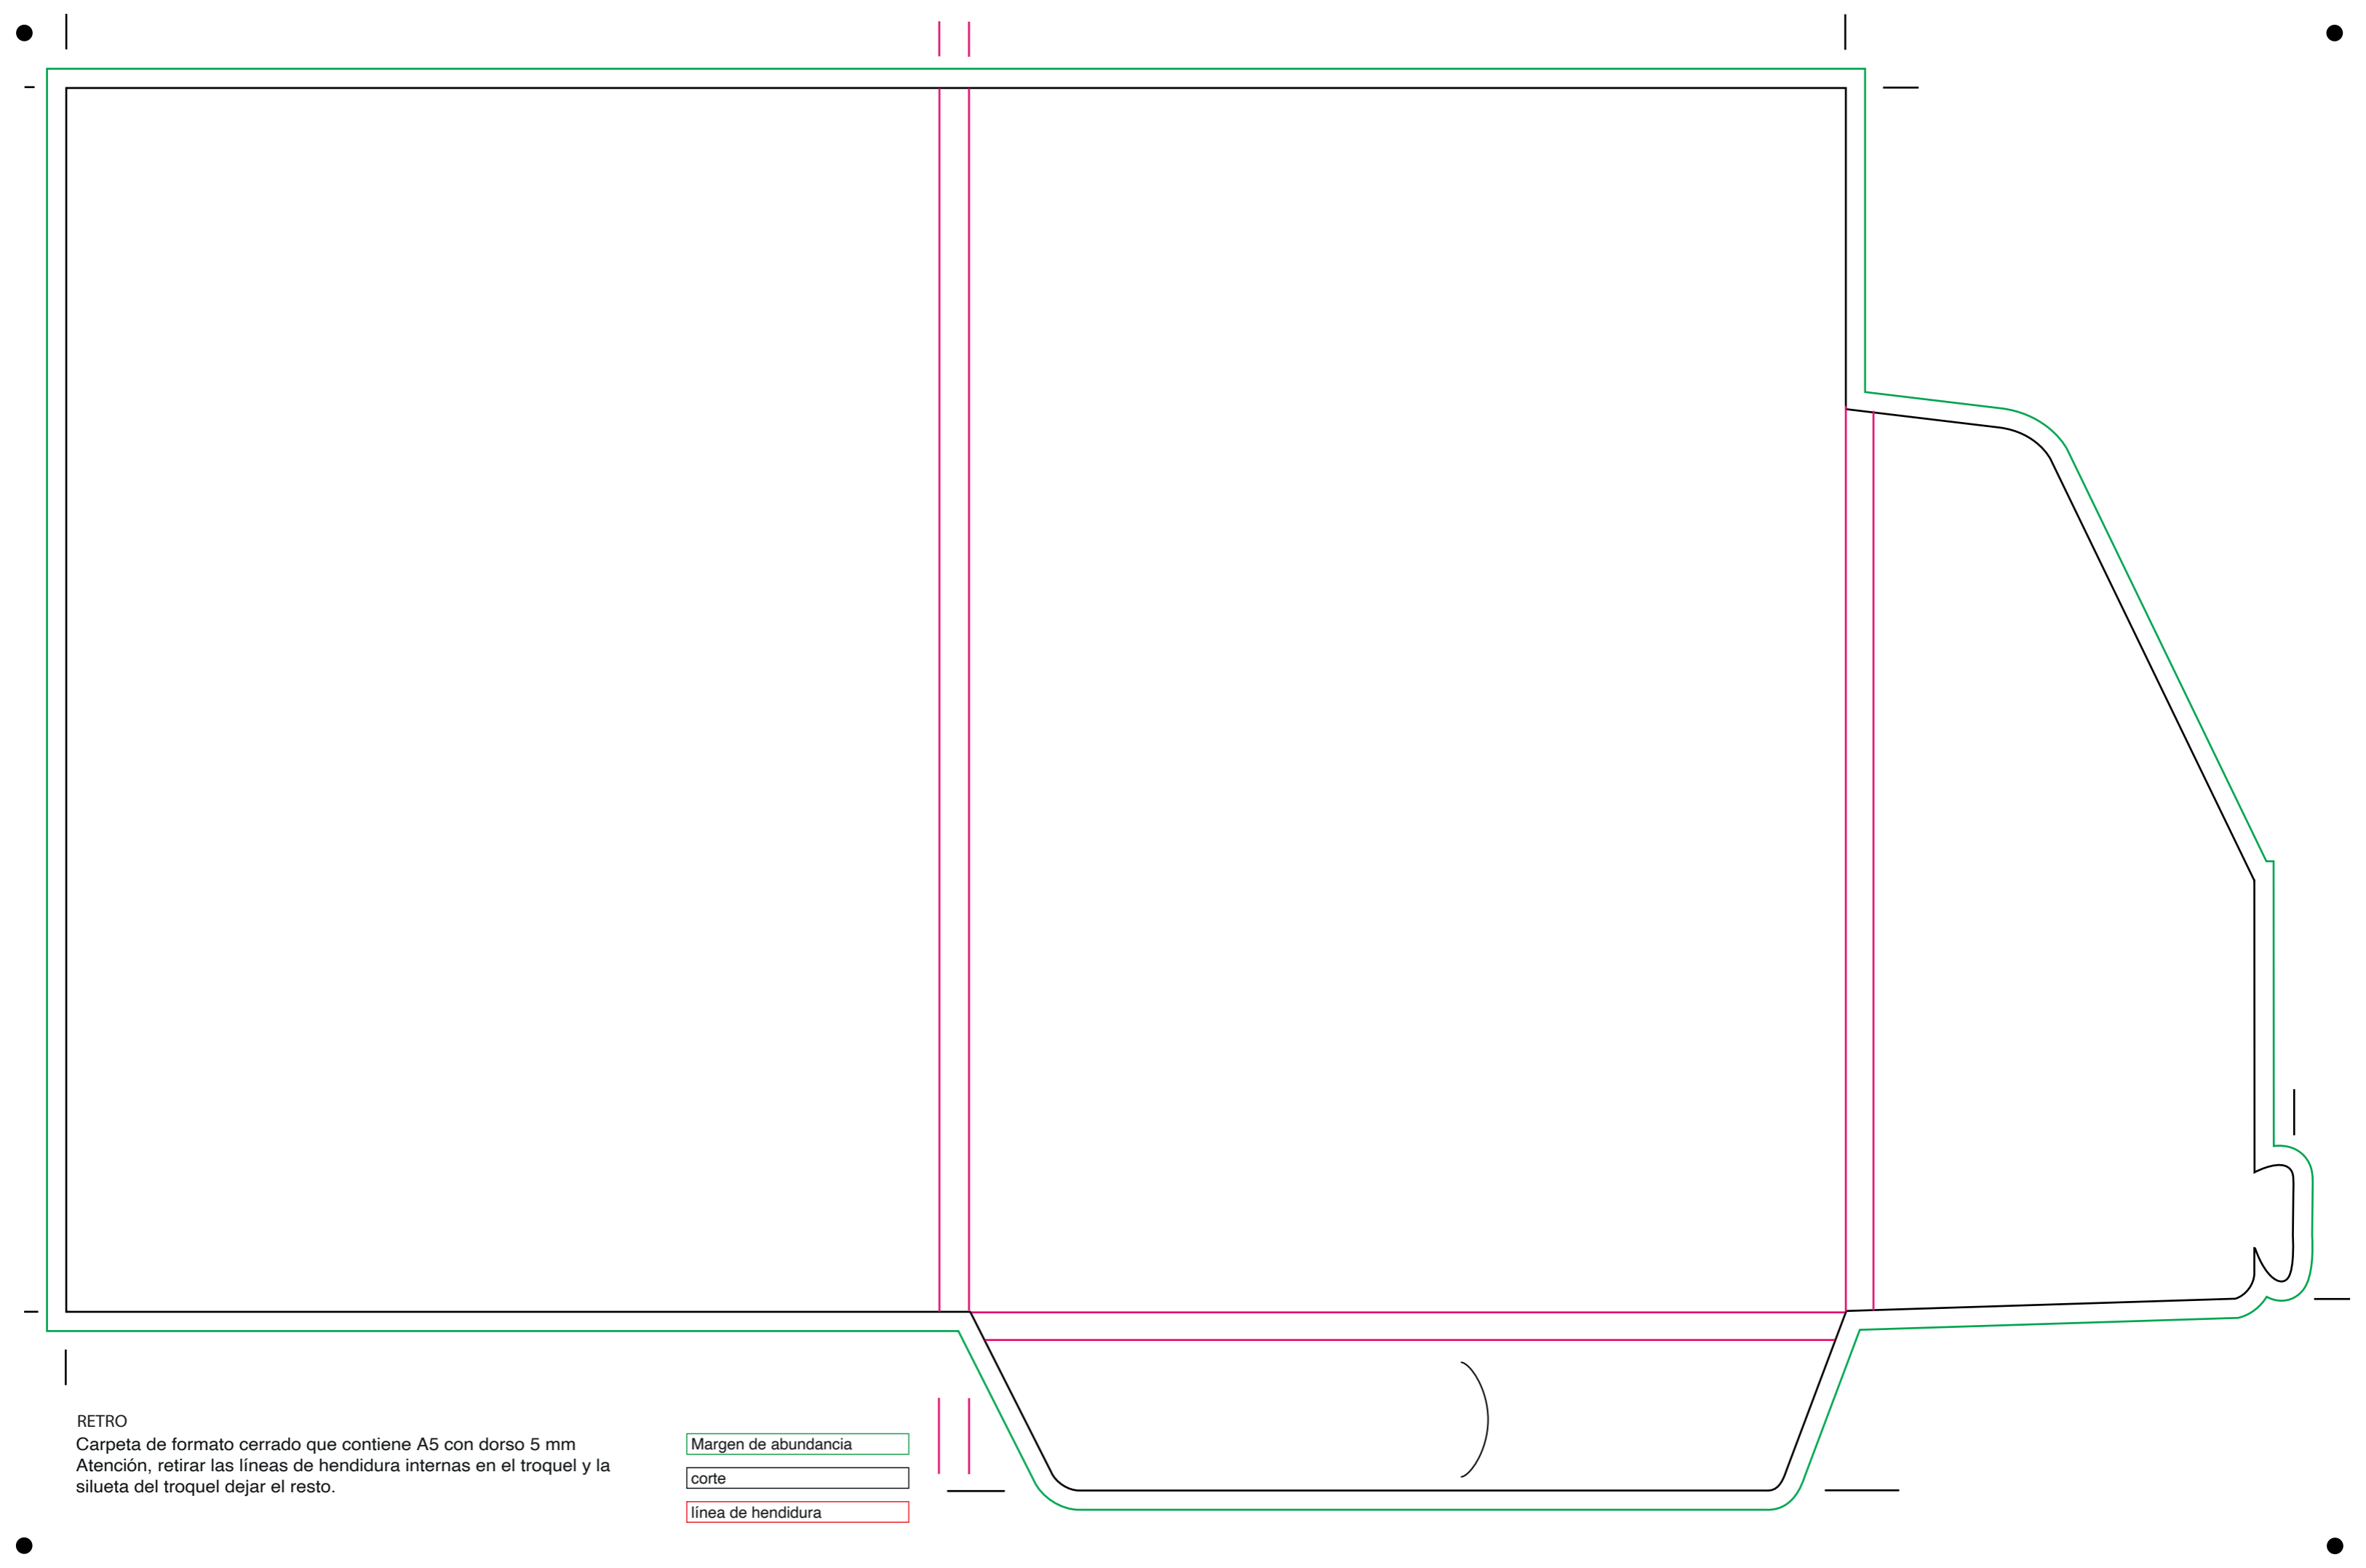 RETRO
Carpeta de formato cerrado que contiene A5 con dorso 5 mm
Atención, retirar las líneas de hendidura internas en el troquel y la
silueta del troquel dejar el resto.
Margen de abundancia
corte
línea de hendidura